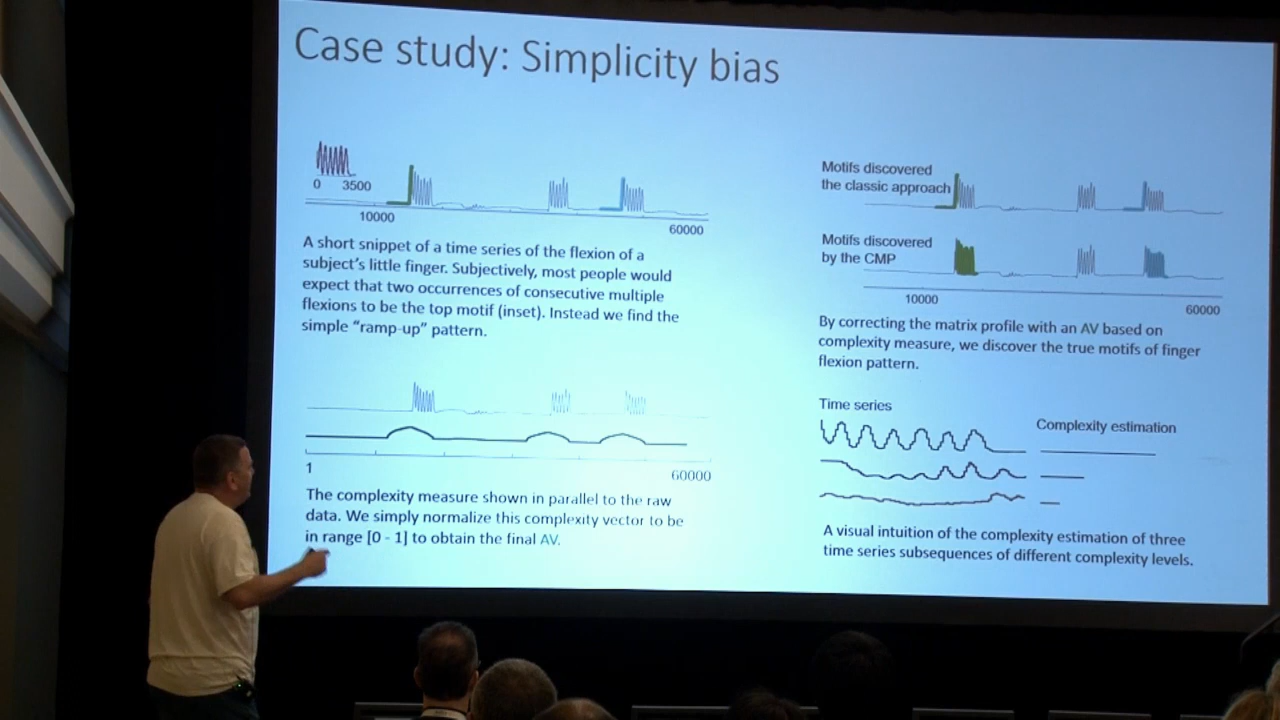 Case study: Simplicity bias
0 3500
10000
60000
A short snippet of a time series of the flexion of a
subject's little finger. Subjectively, most people would
expect that two occurrences of consecutive multiple
flexions to be the top motif (inset). Instead we find the
simple "ramp-up" pattern.
1
60000
The complexity measure shown in parallel to the raw
data. We simply normalize this complexity vector to be
in range [0 - 1] to obtain the final AV.
Motifs discovered
the classic approach
Motifs discovered
by the CMP
10000
60000
By correcting the matrix profile with an AV based on
complexity measure, we discover the true motifs of finger
flexion pattern.
Time series
Complexity estimation
A visual intuition of the complexity estimation of three
time series subsequences of different complexity levels.